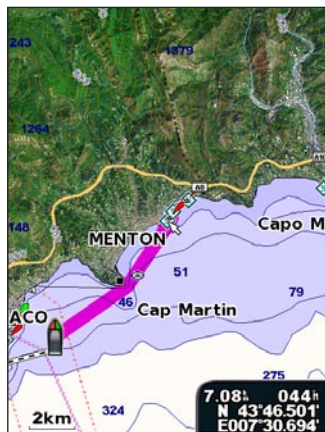 243
1379
1264
A8
A10
148
MENTON
Capo M
51
46
Cap Martin
79
ACO
275
324
2km
7.08 044
N 43°46.501'
E007°30.694'